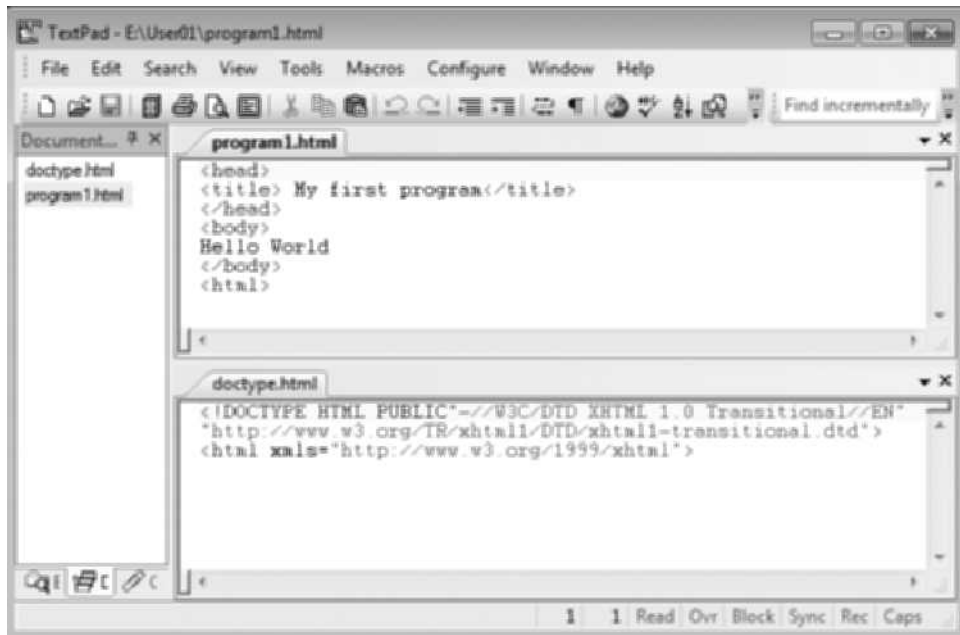 TextPad - E:\User01\program1.html
File Edit Search View Tools Macros Configure Window Help
Find incrementally
Document...
doctype.html
program1.html
program1.html
<head>
<title> My first program</title>
</head>
<body>
Hello World
</body>
<html>
doctype.html
<!DOCTYPE HTML PUBLIC"-//W3C/DTD XHTML 1.0 Transitional//EN"
"http://www.w3.org/TR/xhtml1/DTD/xhtml1-transitional.dtd">
<html xmls="http://www.w3.org/1999/xhtml">
1 1 Read Ovr Block Sync Rec Caps